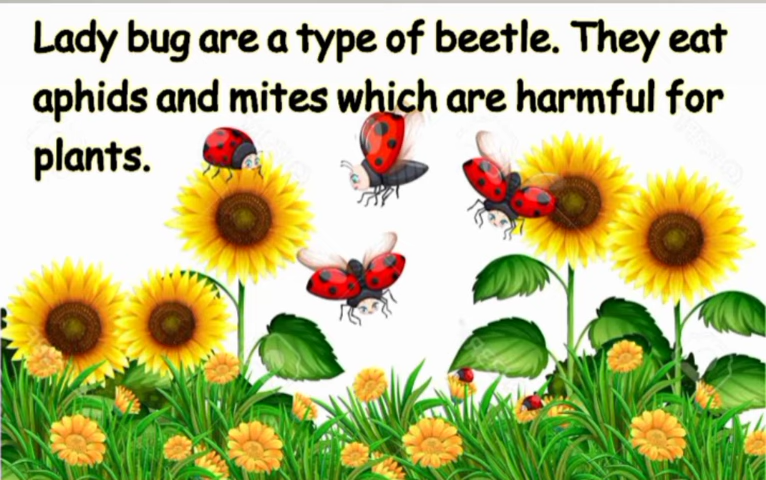 Lady bug are a type of beetle. They eat
aphids and mites which are harmful for
plants.